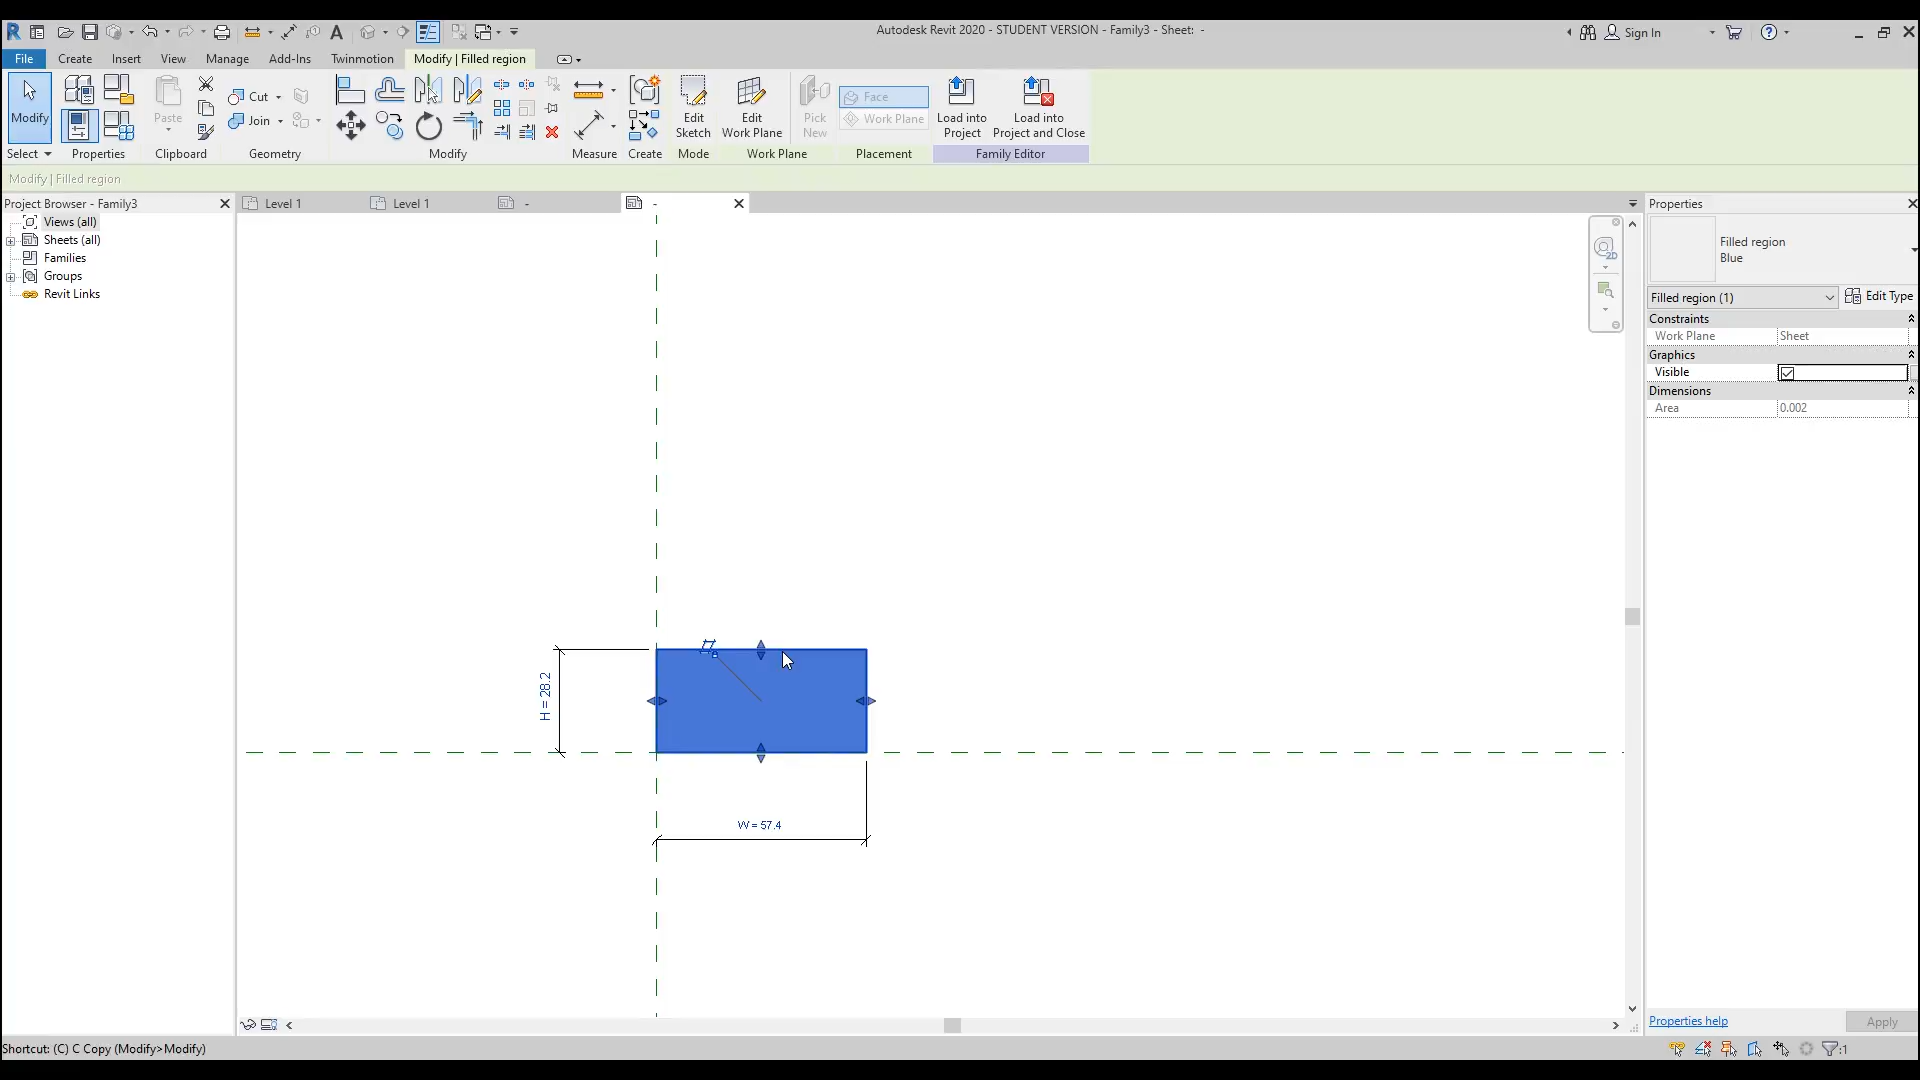 Autodesk Revit 2020 - STUDENT VERSION - Family3 - Sheet: -
Sign In
File
Create
Insert
View
Manage
Add-Ins
Twinmotion
Modify | Filled region
Modify
Paste
Cut
Join
Edit Sketch
Edit Work Plane
Pick New
Face
Work Plane
Load into Project
Load into Project and Close
Select
Properties
Clipboard
Geometry
Modify
Measure
Create
Mode
Work Plane
Placement
Family Editor
Modify | Filled region
Project Browser - Family3
Views (all)
Sheets (all)
Families
Groups
Revit Links
Level 1
Level 1
-
-
H = 28.2
W = 57.4
2D
Properties
Filled region
Blue
Filled region (1)
Edit Type
Constraints
Work Plane
Sheet
Graphics
Visible
Dimensions
Area
0.002
Properties help
Apply
Shortcut: (C) C Copy (Modify>Modify)
:1